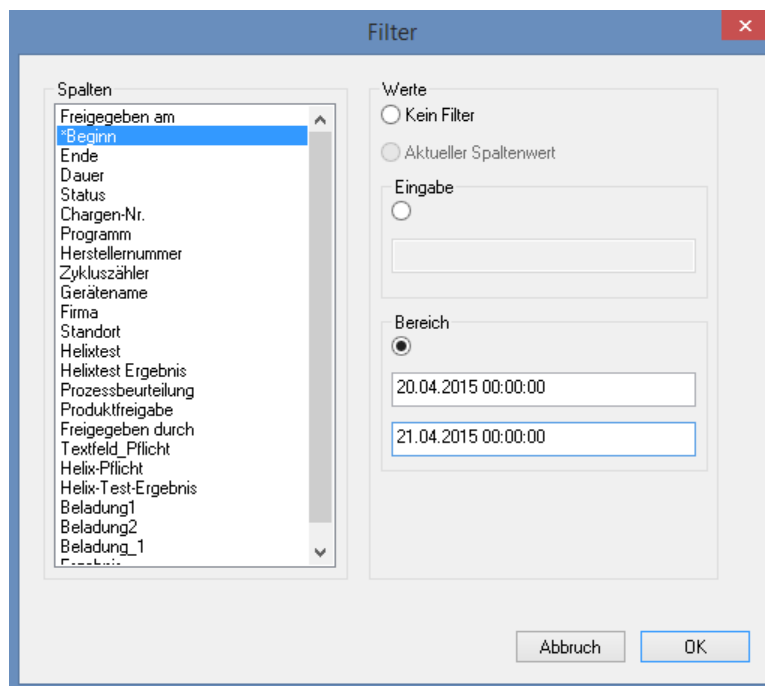 Filter
Spalten
Freigegeben am
*Beginn
Ende
Dauer
Status
Chargen-Nr.
Programm
Herstellernummer
Zykluszähler
Gerätename
Firma
Standort
Helixtest
Helixtest Ergebnis
Prozessbeurteilung
Produktfreigabe
Freigegeben durch
Textfeld_Pflicht
Helix-Pflicht
Helix-Test-Ergebnis
Beladung1
Beladung2
Beladung_1
Werte
Kein Filter
Aktueller Spaltenwert
Eingabe
Bereich
20.04.2015 00:00:00
21.04.2015 00:00:00
Abbruch
OK